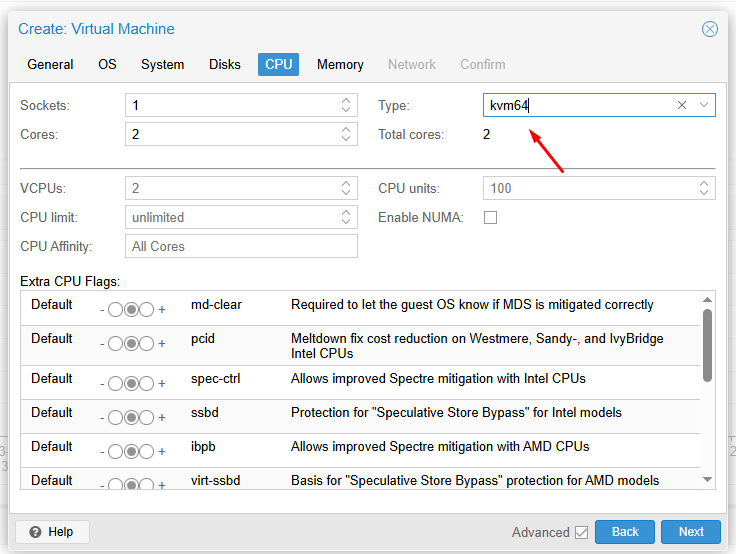 Create: Virtual Machine
General OS System Disks CPU Memory Network Confirm
Sockets: 1 Type: kvm64
Cores: 2 Total cores: 2
VCPUs: 2 CPU units: 100
CPU limit: unlimited Enable NUMA:
CPU Affinity: All Cores
Extra CPU Flags:
Default - + md-clear Required to let the guest OS know if MDS is mitigated correctly
Default - + pcid Meltdown fix cost reduction on Westmere, Sandy-, and IvyBridge
Intel CPUs
Default - + spec-ctrl Allows improved Spectre mitigation with Intel CPUs
Default - + ssbd Protection for "Speculative Store Bypass" for Intel models
Default - + ibpb Allows improved Spectre mitigation with AMD CPUs
Default - + virt-ssbd Basis for "Speculative Store Bypass" protection for AMD models
Help Advanced Back Next